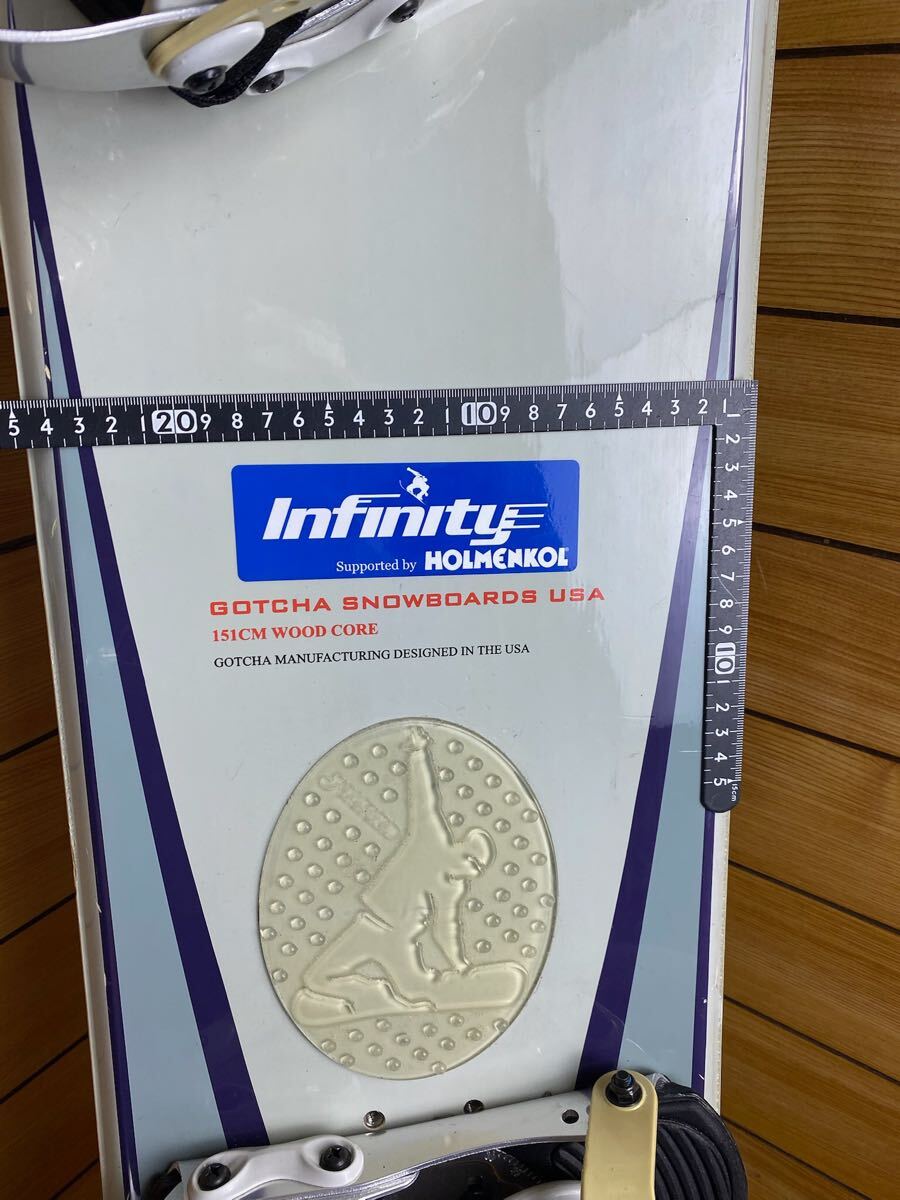 5 4 3 2 1 20 9 8 7 6 5 4 3 2 1 10 9 8 7 6 5 4 3 2 1
2
3
4
5
6
7
8
9
10
1
2
3
4
5
15cm
Infinity
Supported by HOLMENKOL
GOTCHA SNOWBOARDS USA
151CM WOOD CORE
GOTCHA MANUFACTURING DESIGNED IN THE USA